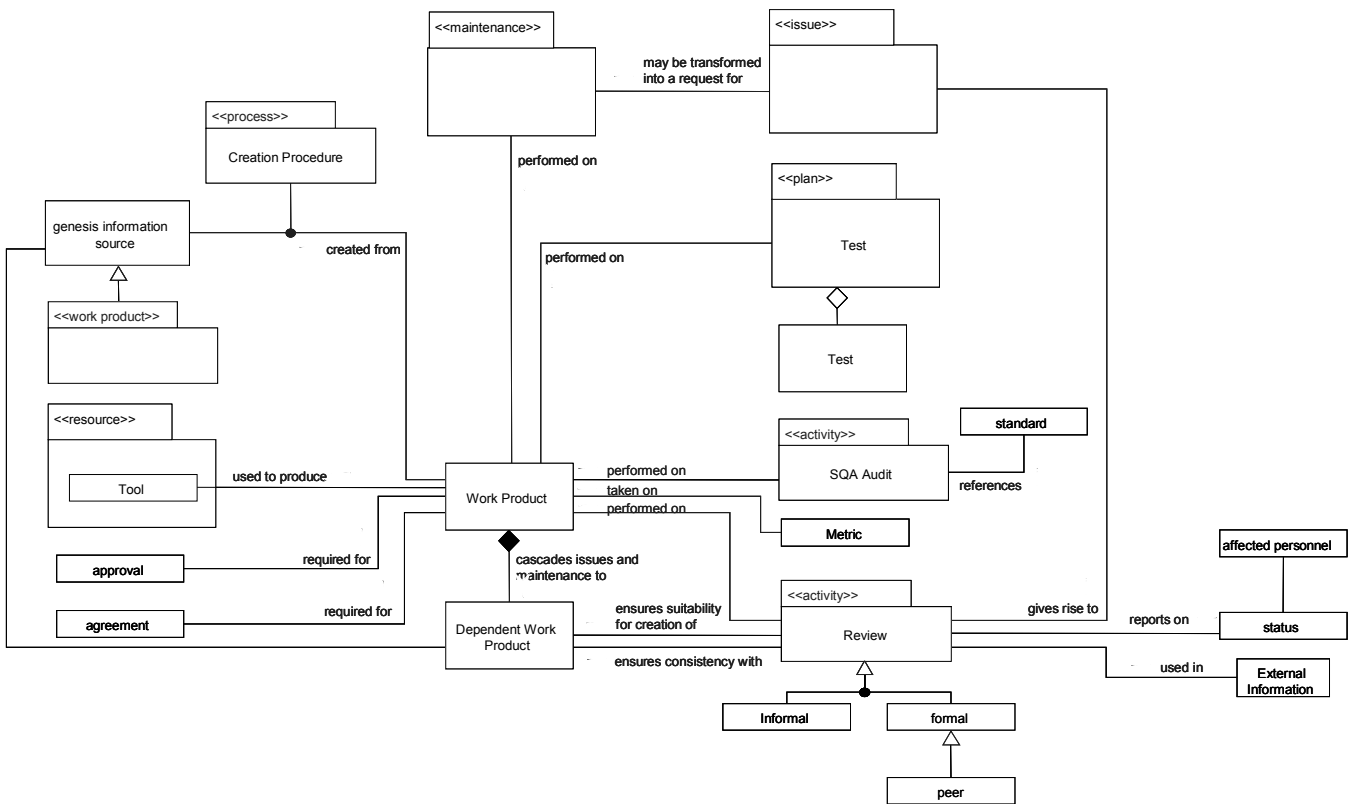 <<maintenance>>
<<issue>>
may be transformed
into a request for
<<process>>
Creation Procedure
performed on
<<plan>>
genesis information
source
created from
performed on
Test
<<work product>>
Test
<<resource>>
Tool
used to produce
Work Product
performed on
taken on
performed on
<<activity>>
SQA Audit
standard
references
Metric
approval
required for
cascades issues and
maintenance to
affected personnel
agreement
required for
Dependent Work
Product
ensures suitability
for creation of
ensures consistency with
<<activity>>
Review
gives rise to
reports on
status
used in
External
Information
Informal
formal
peer